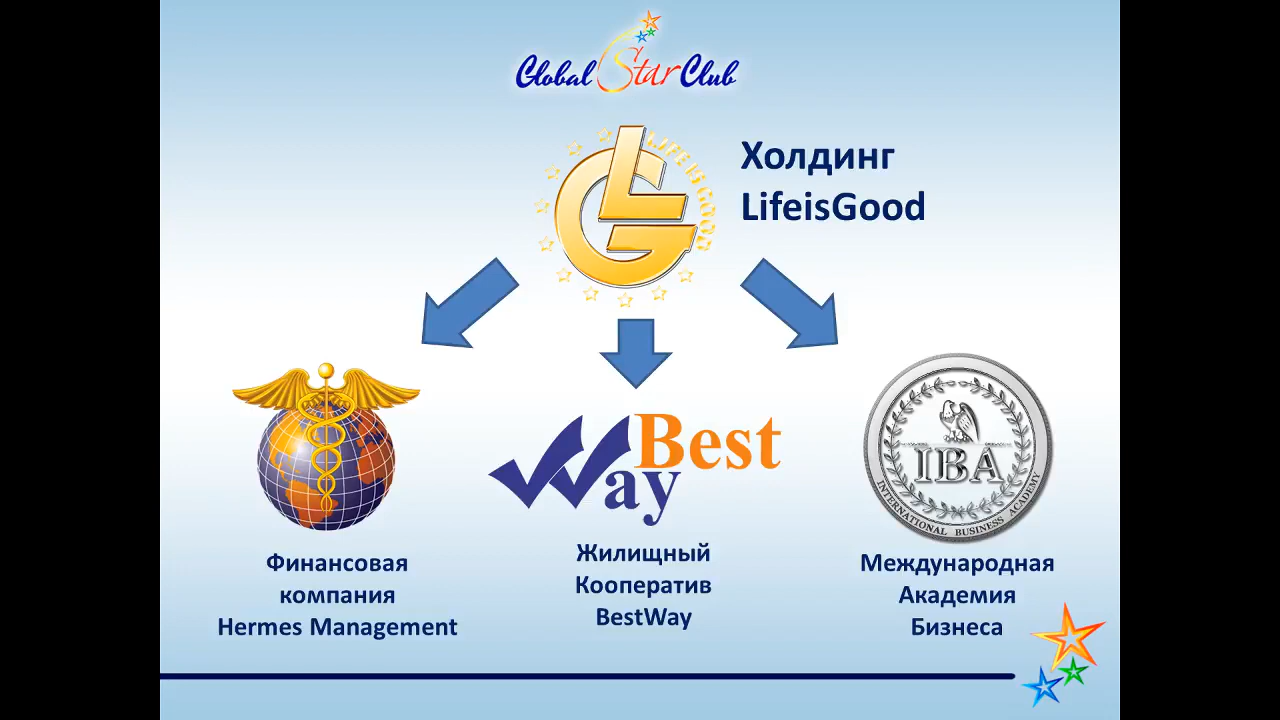 Global Star Club
LIFE IS GOOD
LG
Холдинг
LifeisGood
Best
Way
IBA
INTERNATIONAL BUSINESS ACADEMY
Финансовая
компания
Hermes Management
Жилищный
Кооператив
BestWay
Международная
Академия
Бизнеса